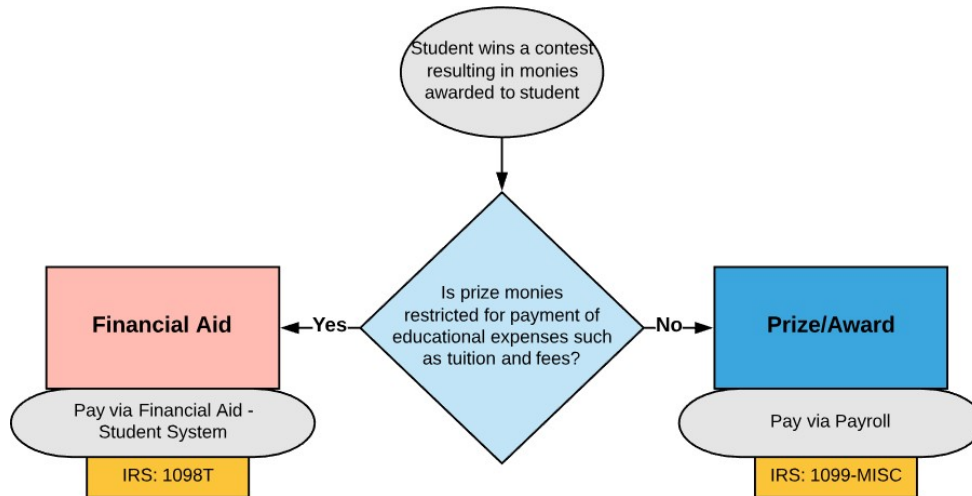 Student wins a contest
resulting in monies
awarded to student
Is prize monies
restricted for payment of
educational expenses such
as tuition and fees?
Yes
No
Financial Aid
Pay via Financial Aid -
Student System
IRS: 1098T
Prize/Award
Pay via Payroll
IRS: 1099-MISC